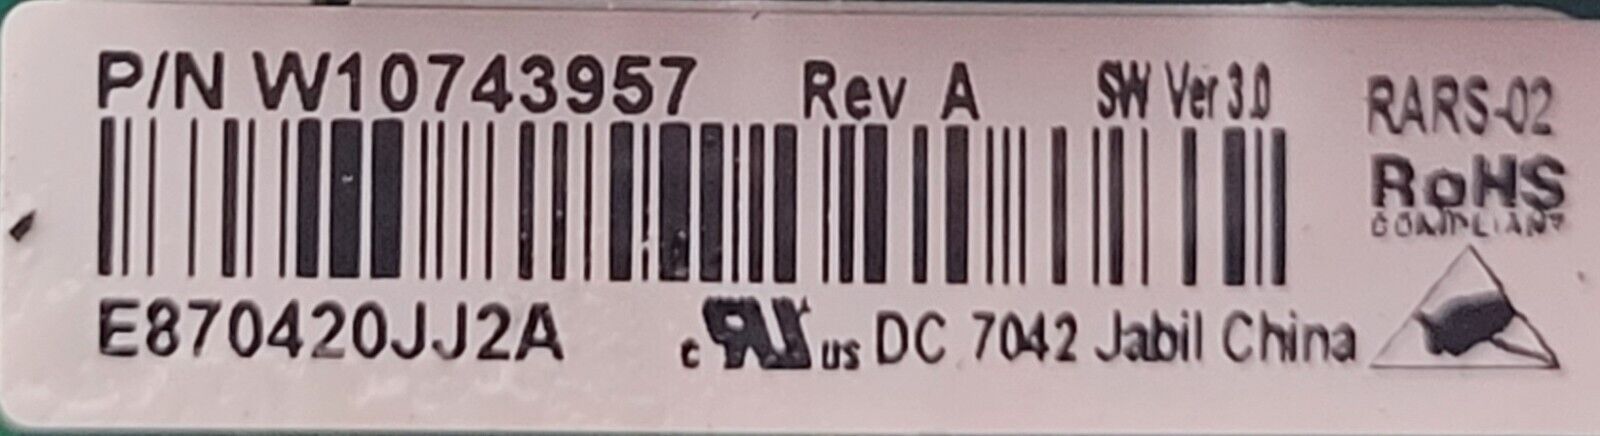 P/N W10743957 Rev A SW Ver 3.0
RARS-02
RoHS
COMPLIANT
E870420JJ2A c us DC 7042 Jabil China